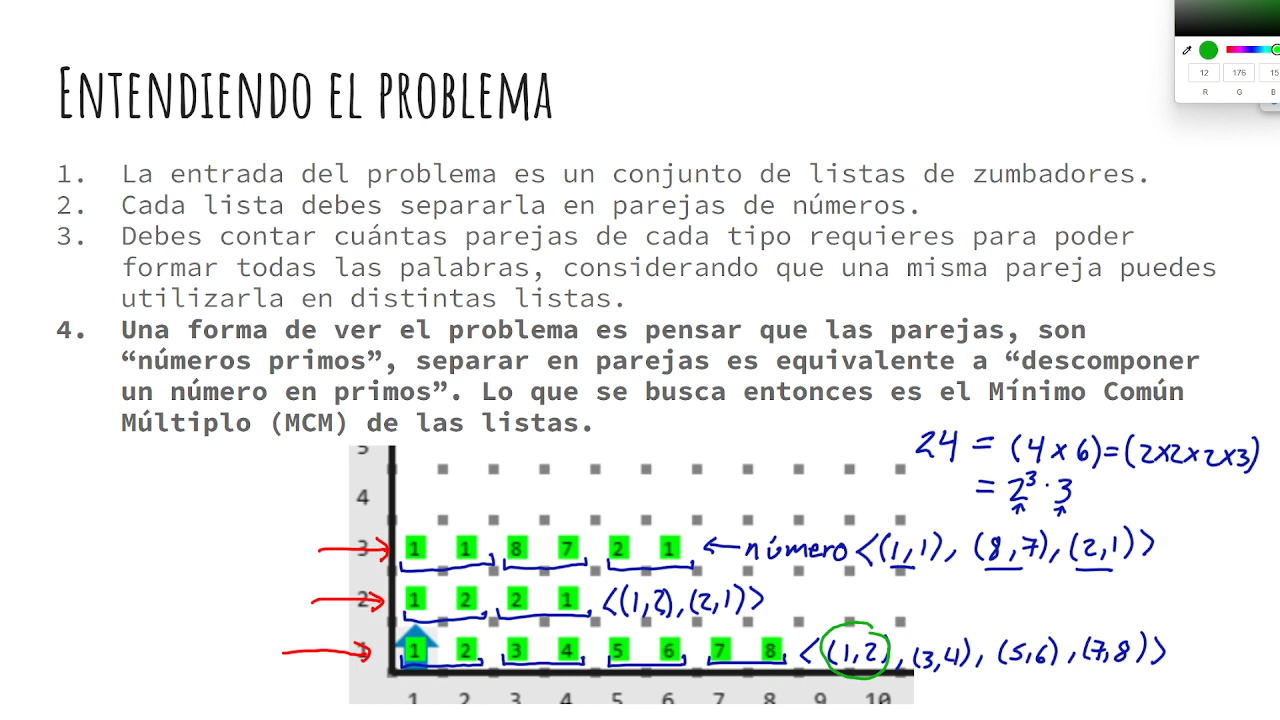 ENTENDIENDO EL PROBLEMA
12 176 15
R G B
1. La entrada del problema es un conjunto de listas de zumbadores.
2. Cada lista debes separarla en parejas de números.
3. Debes contar cuántas parejas de cada tipo requieres para poder
formar todas las palabras, considerando que una misma pareja puedes
utilizarla en distintas listas.
4. Una forma de ver el problema es pensar que las parejas, son
“números primos”, separar en parejas es equivalente a “descomponer
un número en primos”. Lo que se busca entonces es el Mínimo Común
Múltiplo (MCM) de las listas.
24 = (4 x 6) = (2x2x2x3)
= 2³ · 3
5
4
3 1 1 8 7 2 1 ← número <(1,1), (8,7), (2,1)>
2 1 2 2 1 <(1,2), (2,1)>
1 1 2 3 4 5 6 7 8 <(1,2), (3,4), (5,6), (7,8)>
1 2 3 4 5 6 7 8 9 10